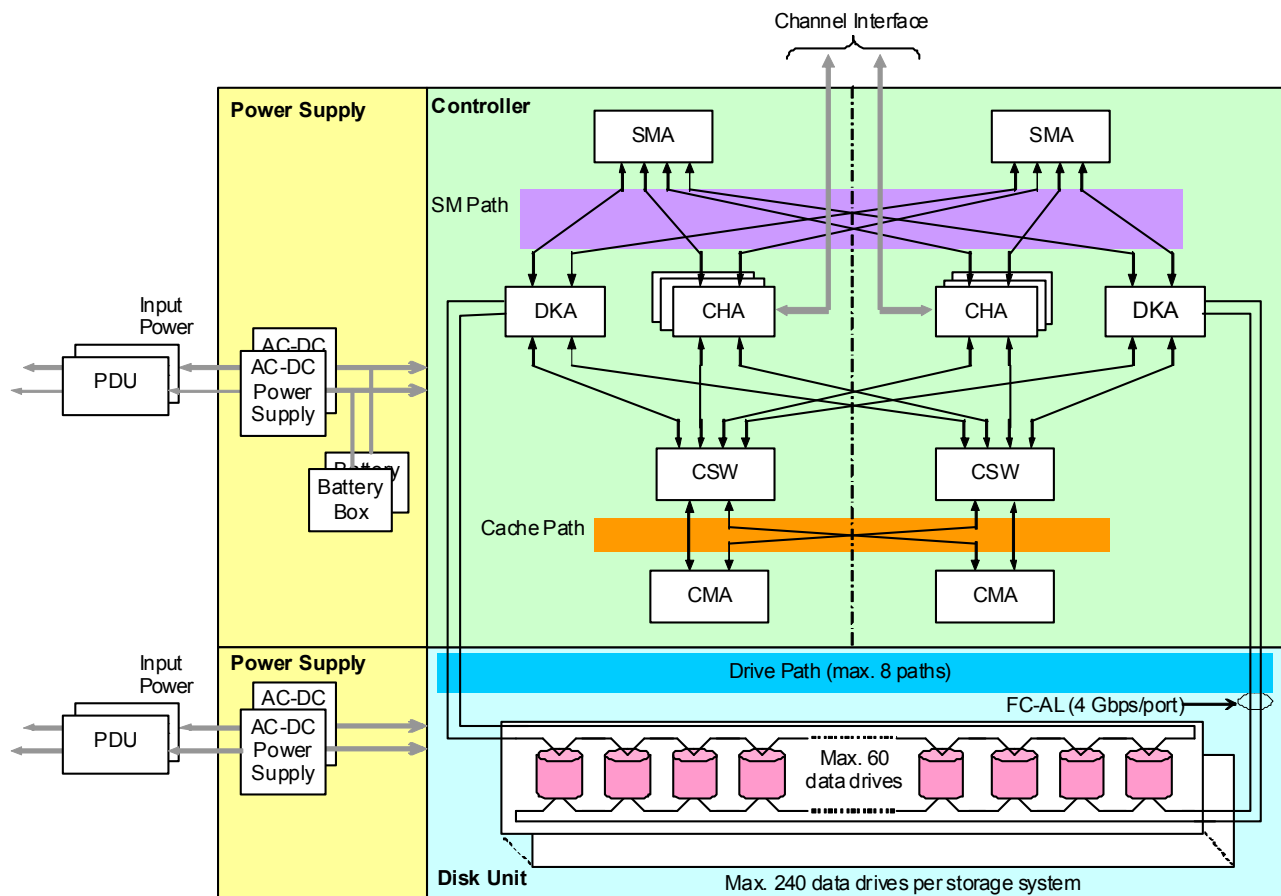 Channel Interface
Power Supply
Controller
SMA
SMA
SM Path
DKA
CHA
CHA
DKA
Input
Power
PDU
AC-DC
AC-DC
Power
Supply
Battery
Battery
Box
CSW
CSW
Cache Path
CMA
CMA
Power Supply
Input
Power
PDU
AC-DC
AC-DC
Power
Supply
Drive Path (max. 8 paths)
FC-AL (4 Gbps/port)
Max. 60
data drives
Disk Unit
Max. 240 data drives per storage system